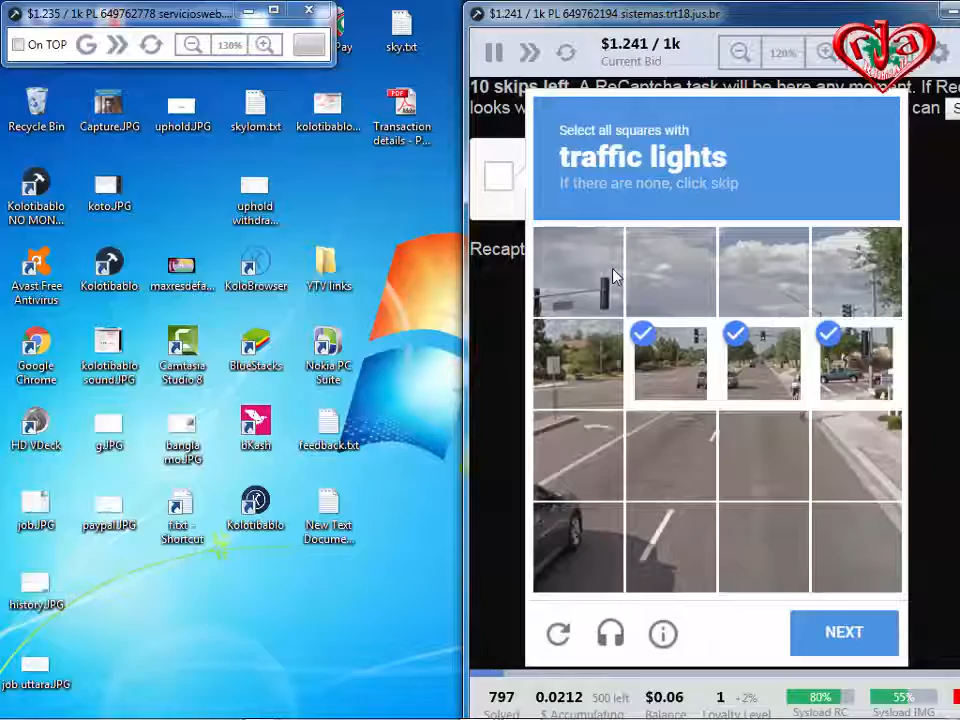 $1.235 / 1k PL 649762778 serviciosweb....
On TOP
130%
Pay
sky.txt
Recycle Bin
Capture.JPG
uphold.JPG
skylom.txt
kolotibablo...
Transaction
details - P...
Kolotibablo
NO MON...
koto.JPG
uphold
withdra...
Avast Free
Antivirus
Kolotibablo
maxresdefa...
KoloBrowser
YTV links
Google
Chrome
kolotibablo
sound.JPG
Camtasia
Studio 8
BlueStacks
Nokia PC
Suite
HD VDeck
g.JPG
bangla
mo.JPG
bKash
feedback.txt
job.JPG
paypal.JPG
f.txt -
Shortcut
Kolotibablo
New Text
Docume...
history.JPG
job uttara.JPG
$1.241 / 1k PL 649762194 sistemas.trt18.jus.br
$1.241 / 1k
Current Bid
120%
rja
10 skips left. A ReCaptcha task will be here any moment. If Rec
looks w
can
S
Recapt
Select all squares with
traffic lights
If there are none, click skip
NEXT
797
Solved
0.0212
500 left
$ Accumulating
$0.06
Balance
1 +2%
Loyalty Level
80%
Sysload RC
55%
Sysload IMG